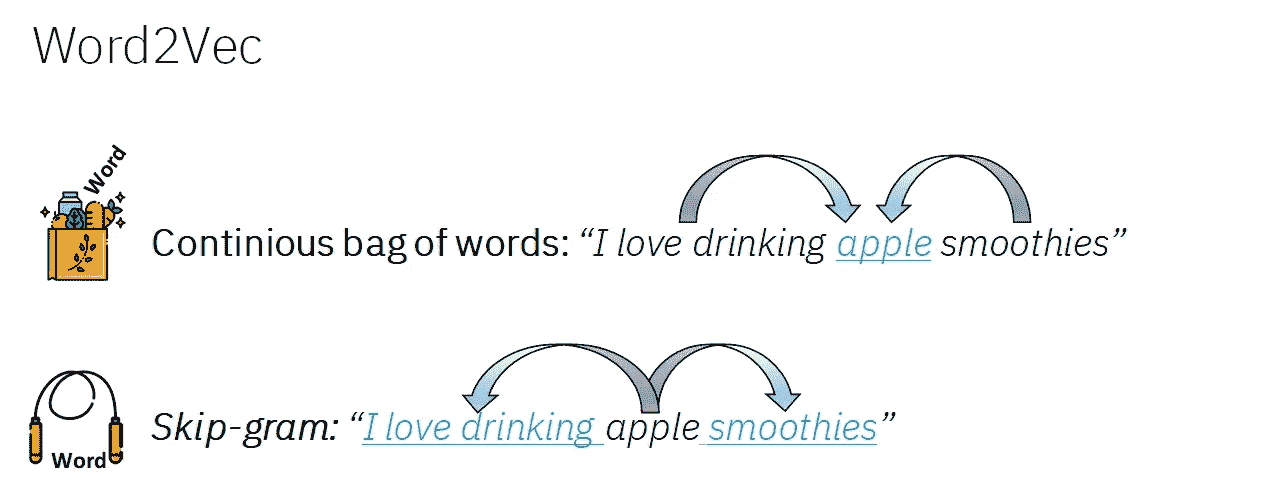 Word2Vec
Word
Continious bag of words: “I love drinking apple smoothies”
Skip-gram: “I love drinking apple smoothies”
Word